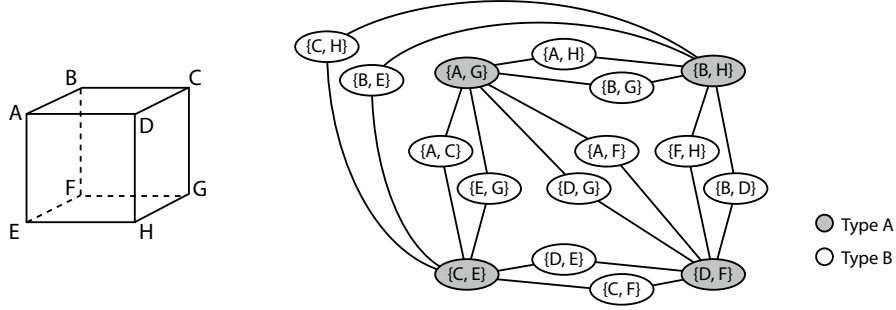 B
C
A
D
F
G
E
H
{C, H}
{B, E}
{A, G}
{A, H}
{B, G}
{B, H}
{A, C}
{E, G}
{A, F}
{D, G}
{F, H}
{B, D}
{C, E}
{D, E}
{C, F}
{D, F}
Type A
Type B